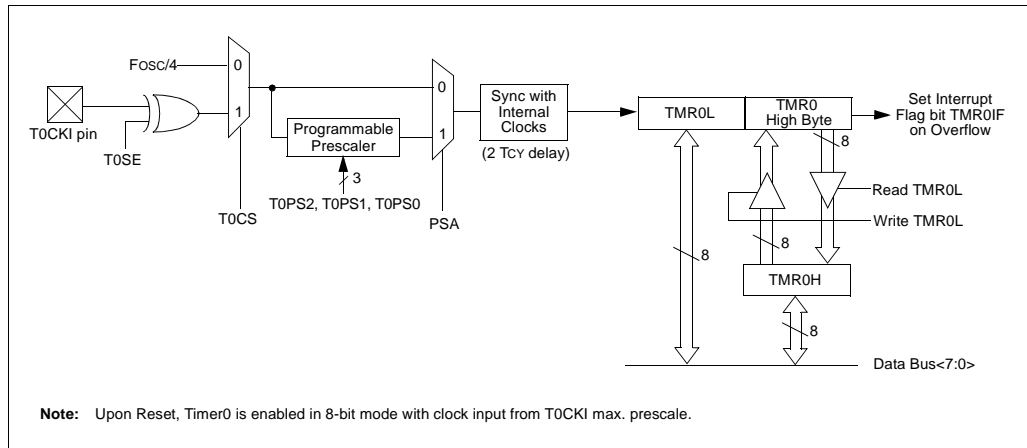 FOSC/4
0
1
T0CKI pin
T0SE
T0CS
Programmable
Prescaler
3
T0PS2, T0PS1, T0PS0
0
1
PSA
Sync with
Internal
Clocks
(2 TCY delay)
TMR0L
TMR0
High Byte
Set Interrupt
Flag bit TMR0IF
on Overflow
8
Read TMR0L
Write TMR0L
8
8
TMR0H
8
Data Bus<7:0>
Note: Upon Reset, Timer0 is enabled in 8-bit mode with clock input from T0CKI max. prescale.